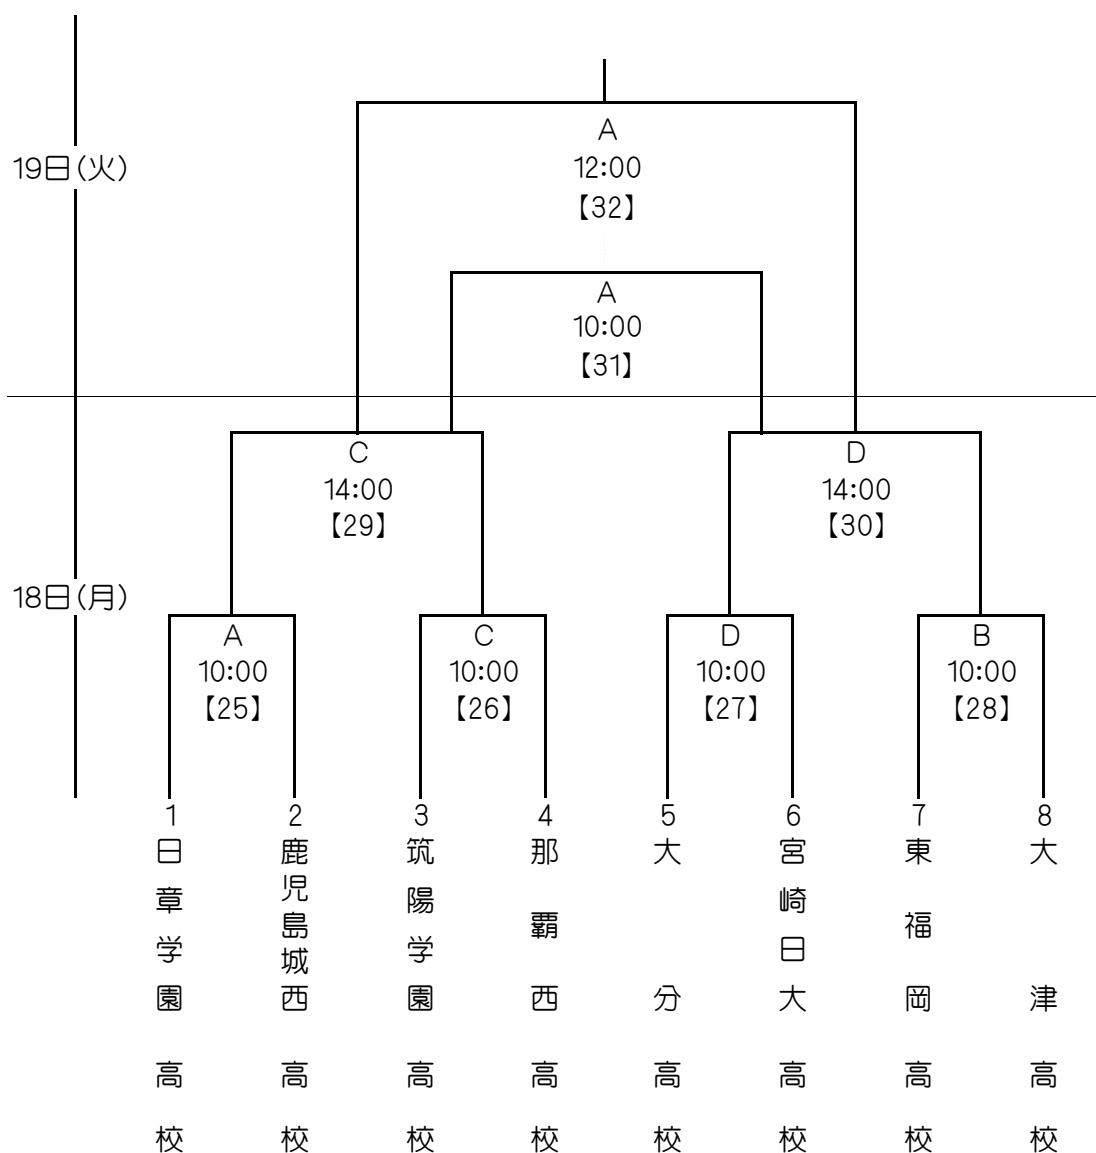 19日(火)
A
12:00
【32】
A
10:00
【31】
C
14:00
【29】
D
14:00
【30】
18日(月)
A
10:00
【25】
C
10:00
【26】
D
10:00
【27】
B
10:00
【28】
1
日章学園高校
2
鹿児島城西高校
3
筑陽学園高校
4
那覇西高校
5
大分高校
6
宮崎日大高校
7
東福岡高校
8
大津高校